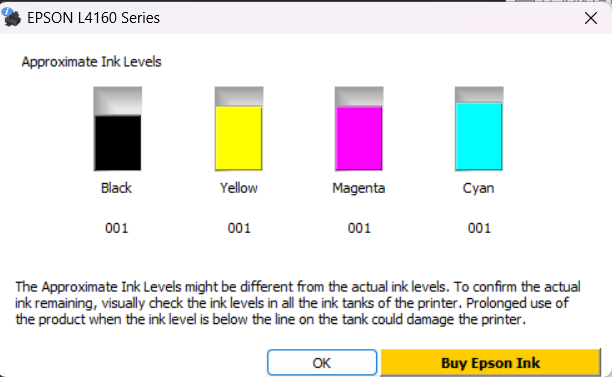 EPSON L4160 Series
Approximate Ink Levels
Black Yellow Magenta Cyan
001 001 001 001
The Approximate Ink Levels might be different from the actual ink levels. To confirm the actual
ink remaining, visually check the ink levels in all the ink tanks of the printer. Prolonged use of
the product when the ink level is below the line on the tank could damage the printer.
OK Buy Epson Ink